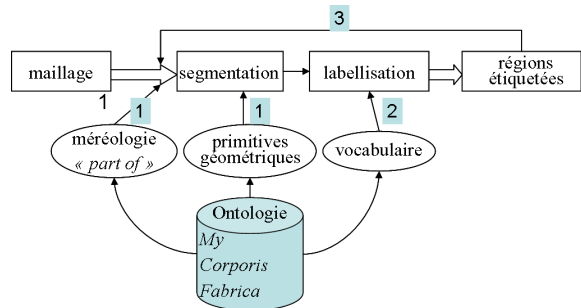 3
maillage
segmentation
labellisation
régions
étiquetées
1
1
1
2
méréologie
« part of »
primitives
géométriques
vocabulaire
Ontologie
My
Corporis
Fabrica